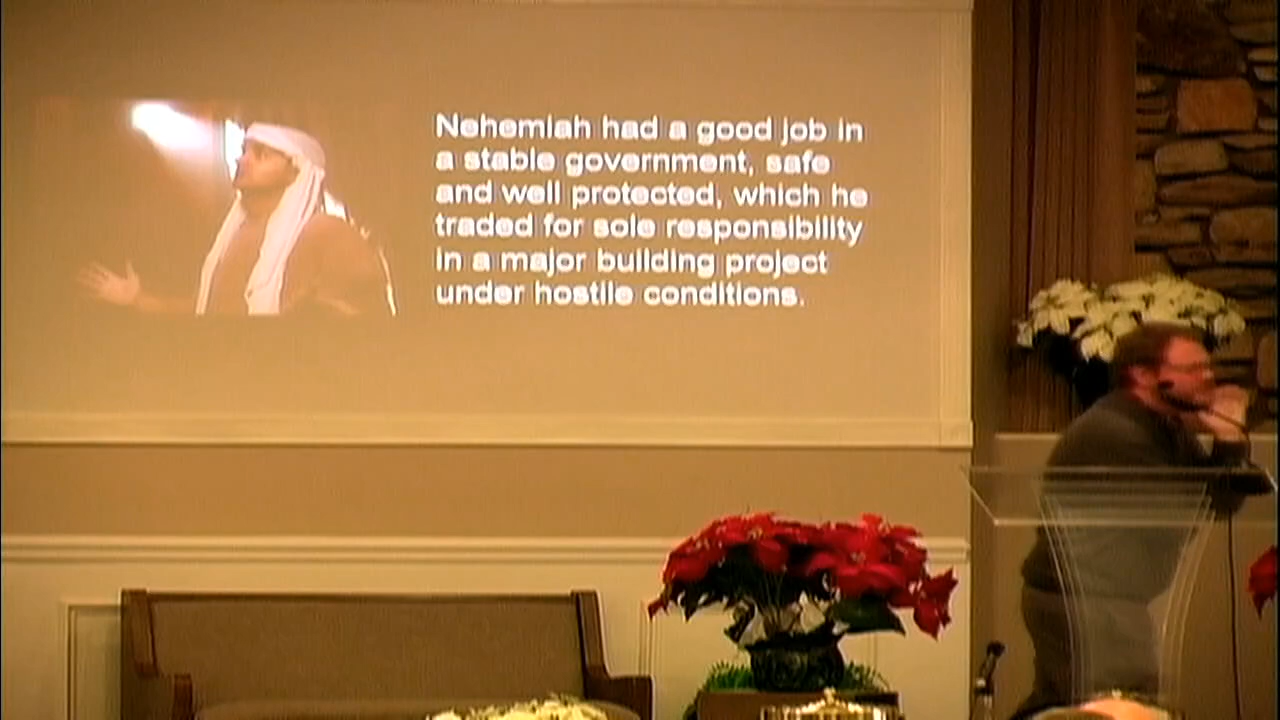 Nehemiah had a good job in
a stable government, safe
and well protected, which he
traded for sole responsibility
in a major building project
under hostile conditions.